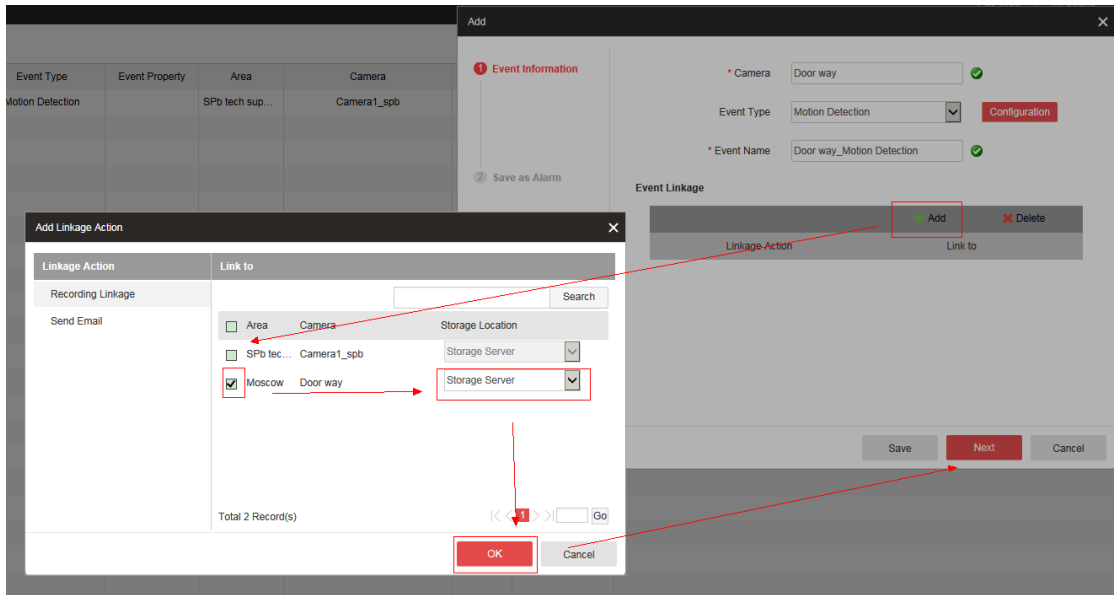 Add
Event Type Event Property Area Camera
Motion Detection SPb tech sup... Camera1_spb
1 Event Information
2 Save as Alarm
* Camera Door way
Event Type Motion Detection Configuration
* Event Name Door way_Motion Detection
Event Linkage
Add Delete
Linkage Action Link to
Save Next Cancel
Add Linkage Action
Linkage Action Link to
Recording Linkage
Send Email
Search
Area Camera Storage Location
SPb tec... Camera1_spb Storage Server
Moscow Door way Storage Server
Total 2 Record(s) 1 Go
OK Cancel